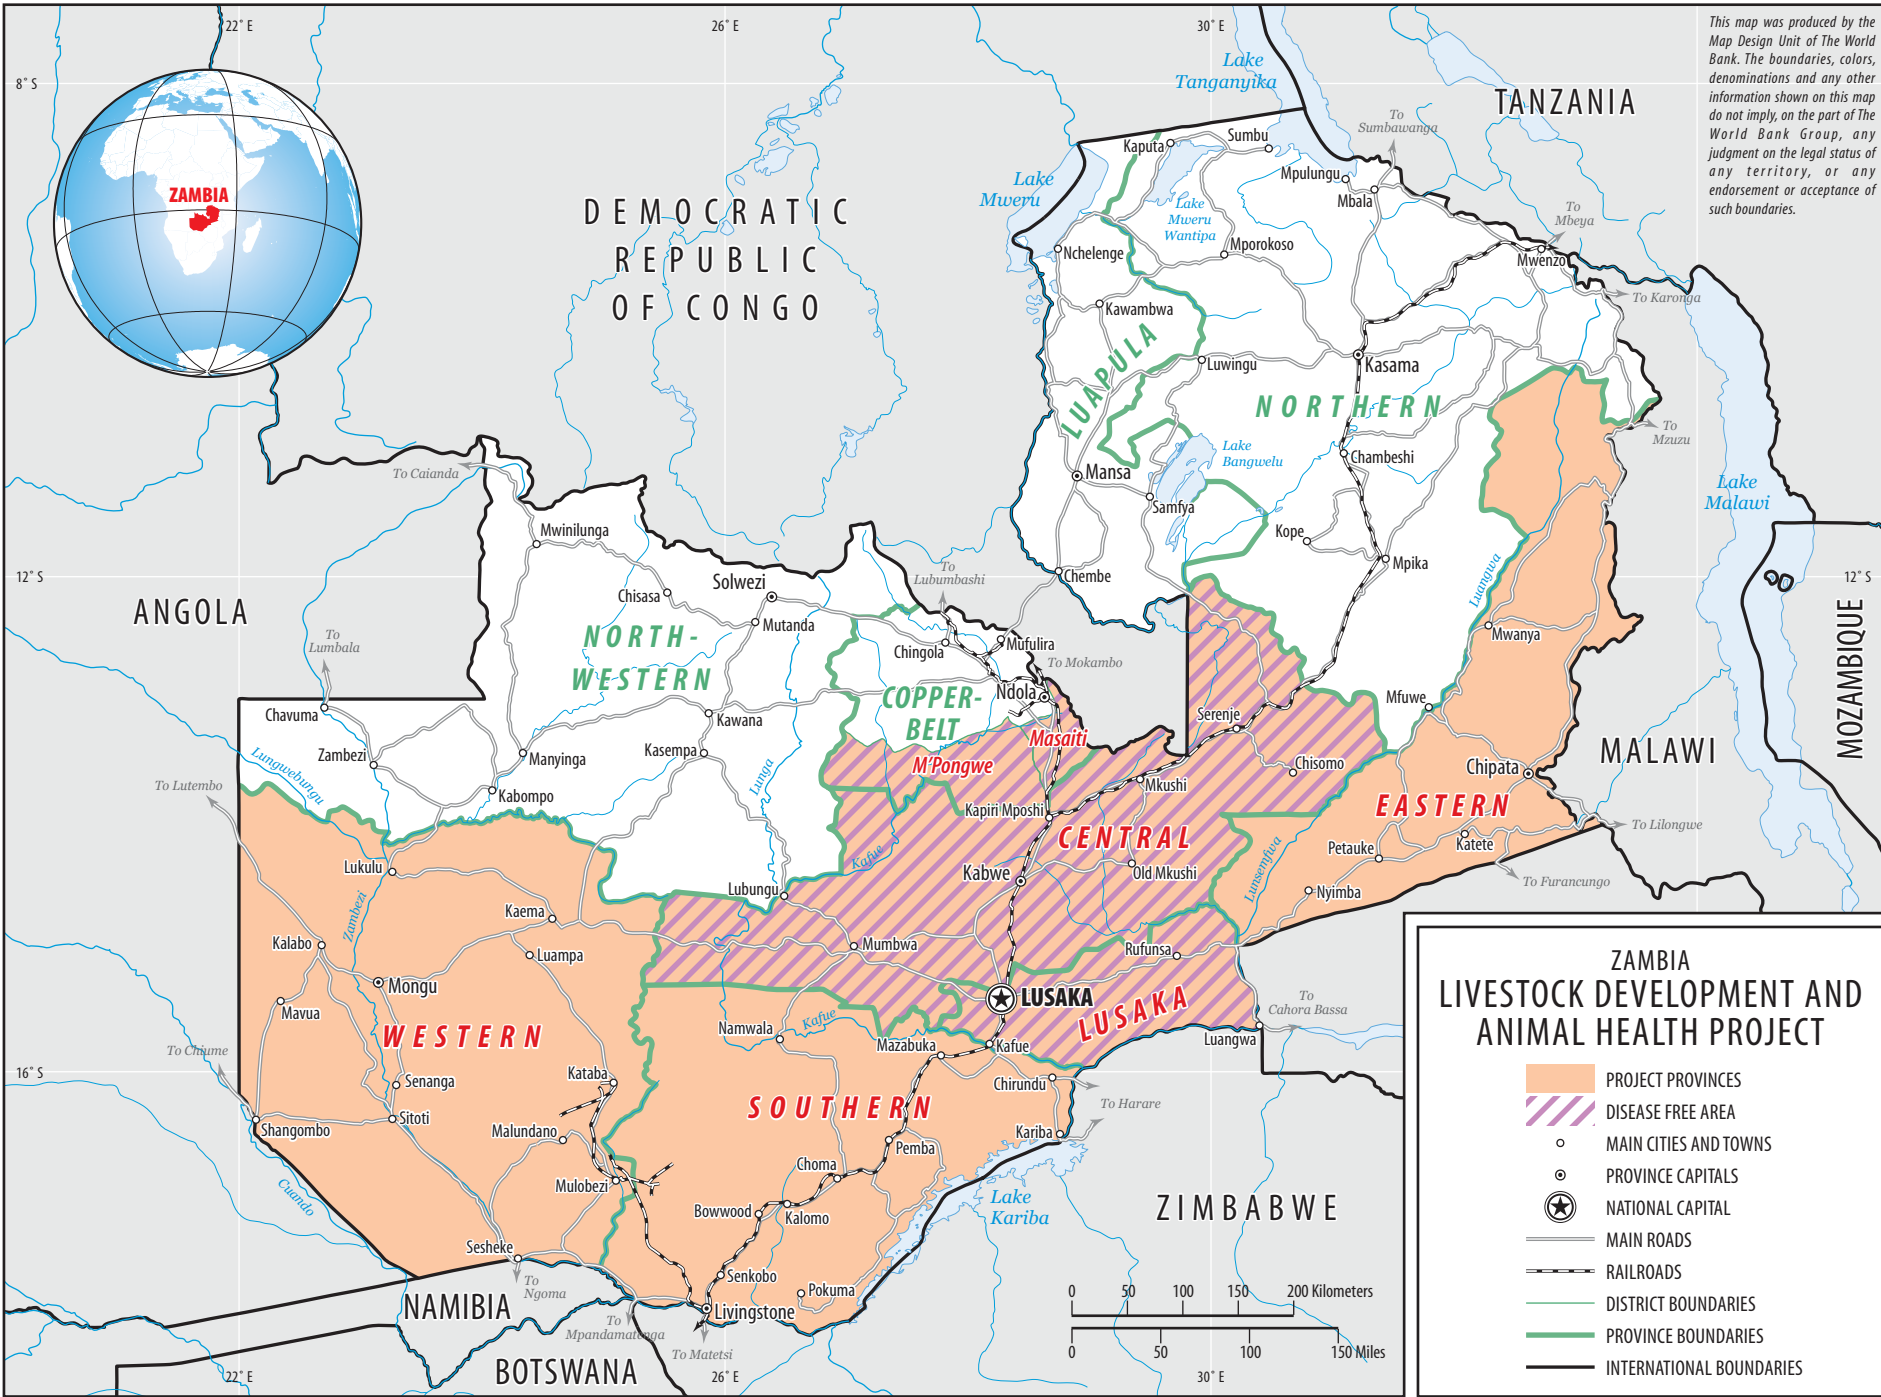 22° E
26° E
30° E
This map was produced by the
Map Design Unit of The World
Bank. The boundaries, colors,
denominations and any other
information shown on this map
do not imply, on the part of The
World Bank Group, any
judgment on the legal status of
any territory, or any
endorsement or acceptance of
such boundaries.
8° S
Lake
Tanganyika
TANZANIA
To
Sumbawanga
Kaputa
Sumbu
Mpulungu
Mbala
ZAMBIA
Lake
Mweru
Lake
Mweru
Wantipa
To
Mbeya
DEMOCRATIC
REPUBLIC
OF CONGO
Nchelenge
Mporokoso
Mwenzo
To Karonga
Kawambwa
LUAPULA
Luwingu
Kasama
NORTHERN
To
Mzuzu
Lake
Bangwelu
Chambeshi
To Caianda
Mansa
Samfya
Lake
Malawi
Mwinilunga
Kope
Mpika
Luangwa
To
Lubumbashi
Chembe
12° S
12° S
Solwezi
Chisasa
ANGOLA
Mutanda
NORTH-
WESTERN
Chingola
Mufulira
Mwanya
MOZAMBIQUE
To
Lumbala
To Mokambo
COPPER-
BELT
Ndola
Mfuwe
Chavuma
Kawana
Serenje
Masaiti
MALAWI
Zambezi
Manyinga
Kasempa
M'Pongwe
Chisomo
Chipata
Lungwebungu
Lunga
To Lutembo
Kabompo
Mkushi
EASTERN
Kapiri Mposhi
CENTRAL
To Lilongwe
Petauke
Katete
Lukulu
Kafue
Kabwe
Old Mkushi
Lunsemfwa
To Furancungo
Lubungu
Nyimba
Kaema
Zambezi
Kalabo
Luampa
Mumbwa
Rufunsa
Mongu
LUSAKA
LUSAKA
To
Cahora Bassa
Mavua
WESTERN
Namwala
Kafue
Mazabuka
Kafue
Luangwa
To Chiume
16° S
Senanga
Kataba
Chirundu
Sitoti
SOUTHERN
To Harare
Shangombo
Malundano
Pemba
Kariba
Choma
Mulobezi
Cuando
Bowwood
Kalomo
Lake
Kariba
ZIMBABWE
Sesheke
Senkobo
Pokuma
To
Ngoma
NAMIBIA
Livingstone
To
Mpandamatenga
To Matetsi
BOTSWANA
22° E
26° E
30° E
0 50 100 150 200 Kilometers
0 50 100 150 Miles
ZAMBIA
LIVESTOCK DEVELOPMENT AND
ANIMAL HEALTH PROJECT
PROJECT PROVINCES
DISEASE FREE AREA
MAIN CITIES AND TOWNS
PROVINCE CAPITALS
NATIONAL CAPITAL
MAIN ROADS
RAILROADS
DISTRICT BOUNDARIES
PROVINCE BOUNDARIES
INTERNATIONAL BOUNDARIES